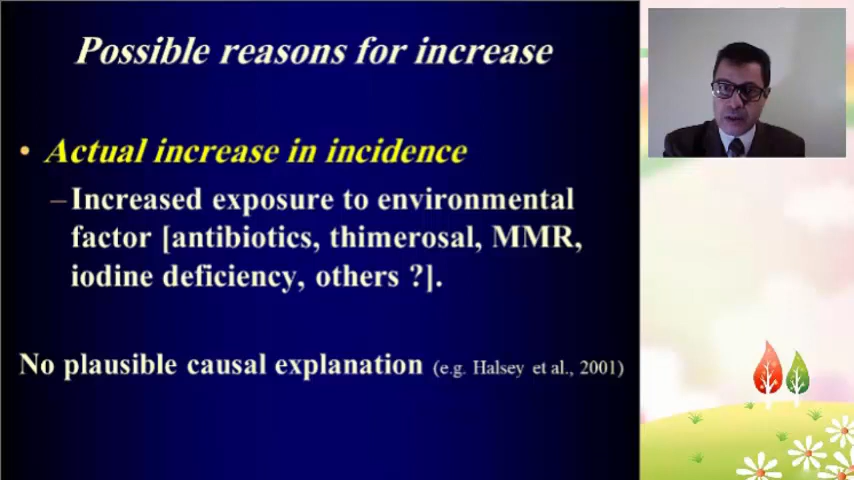 Possible reasons for increase
• Actual increase in incidence
–Increased exposure to environmental
factor [antibiotics, thimerosal, MMR,
iodine deficiency, others ?].
No plausible causal explanation (e.g. Halsey et al., 2001)